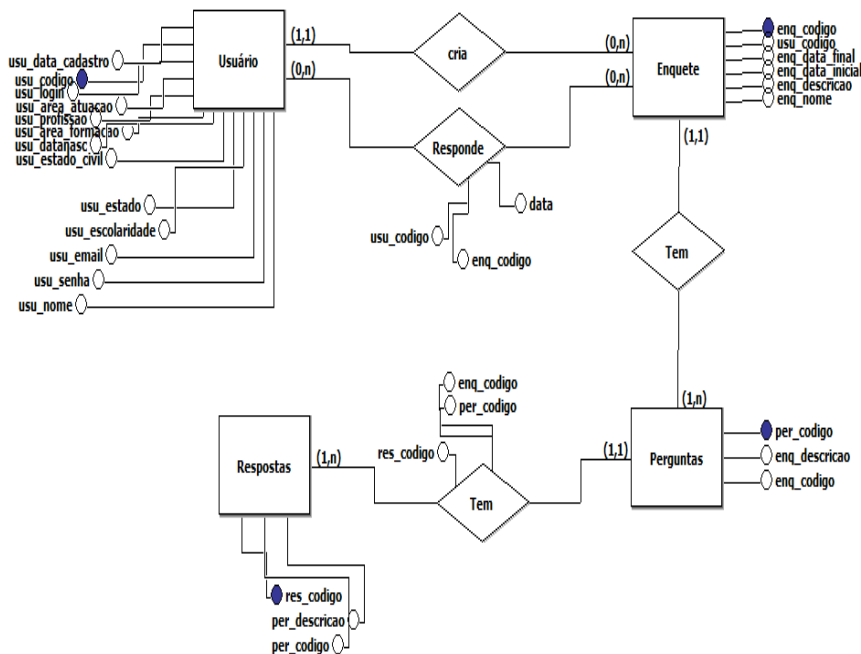 Usuário
(1,1)
(0,n)
cria
(0,n)
(0,n)
Enquete
enq_codigo
usu_codigo
enq_data_final
enq_data_inicial
enq_descricao
enq_nome
(1,1)
usu_data_cadastro
usu_codigo
usu_login
usu_area_atuacao
usu_profissao
usu_area_formacao
usu_datanasc
usu_estado_civil
usu_estado
usu_escolaridade
usu_email
usu_senha
usu_nome
Responde
data
usu_codigo
enq_codigo
Tem
(1,n)
enq_codigo
per_codigo
res_codigo
Respostas
(1,n)
Tem
(1,1)
Perguntas
per_codigo
enq_descricao
enq_codigo
res_codigo
per_descricao
per_codigo